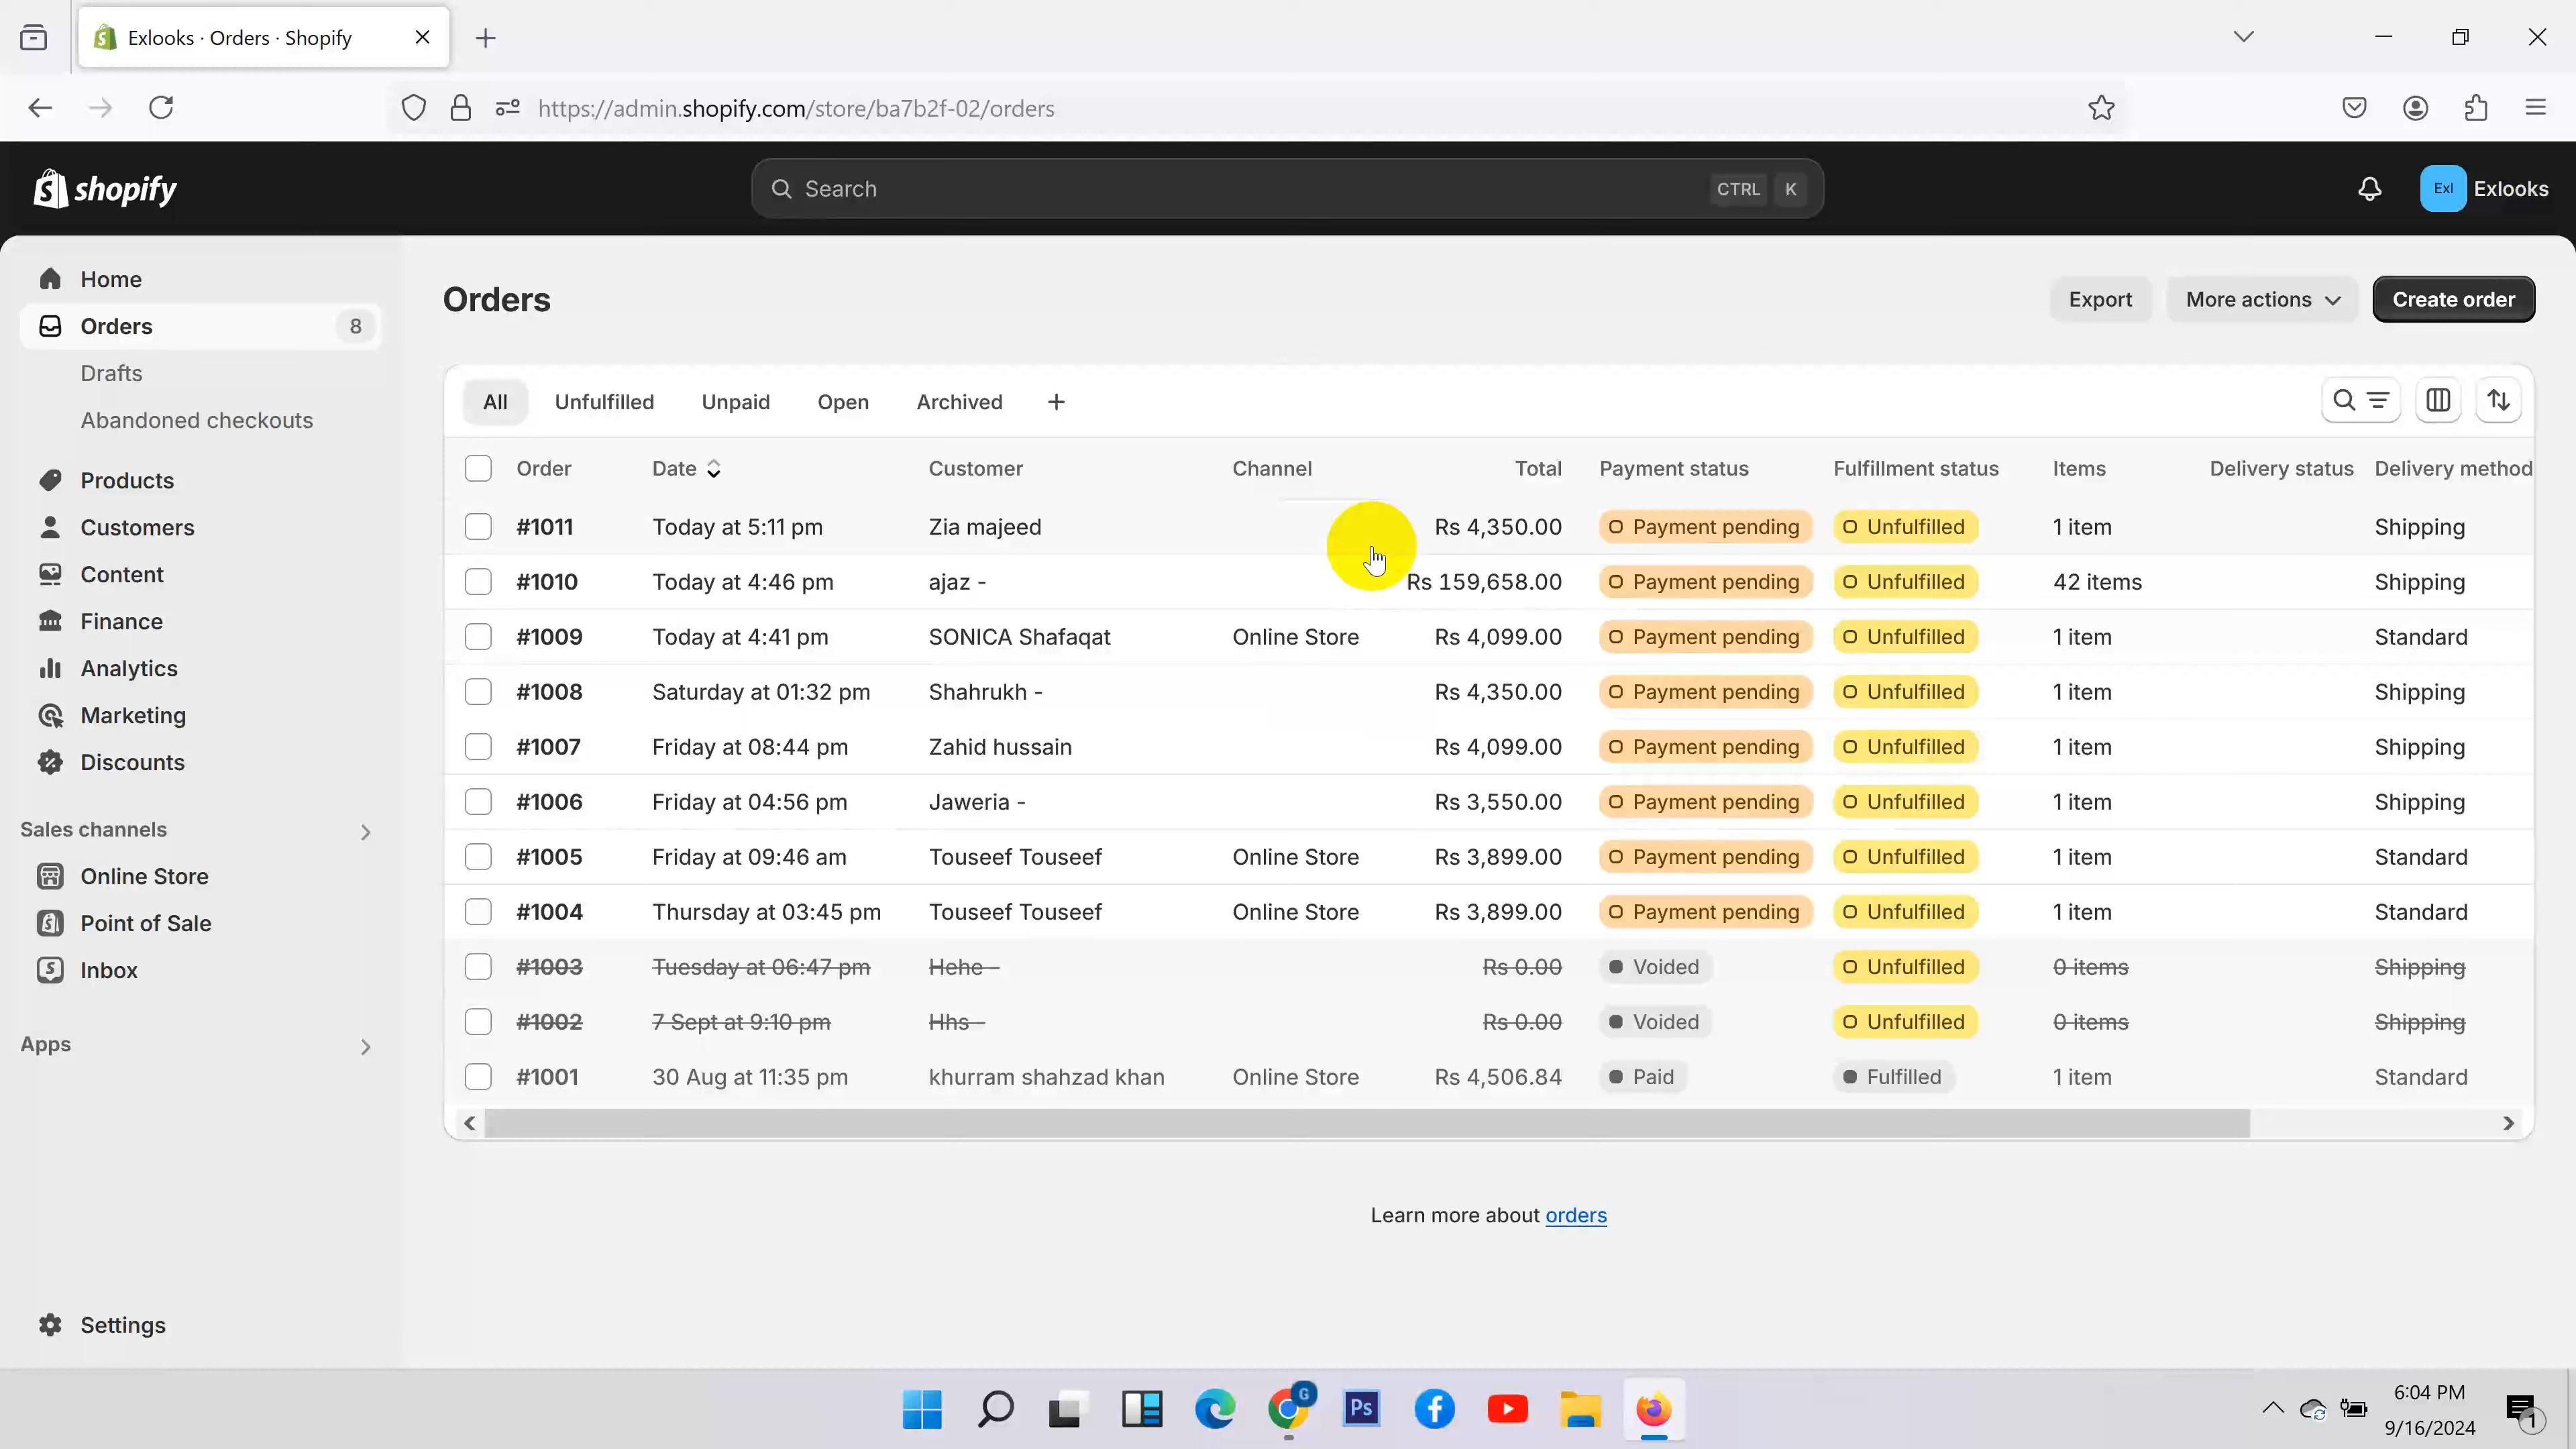 Exlooks · Orders · Shopify
https://admin.shopify.com/store/ba7b2f-02/orders
shopify
Search
CTRL K
Exl
Exlooks
Home
Orders 8
Drafts
Abandoned checkouts
Products
Customers
Content
Finance
Analytics
Marketing
Discounts
Sales channels
Online Store
Point of Sale
Inbox
Apps
Settings
Orders
Export
More actions
Create order
All Unfulfilled Unpaid Open Archived +
Order Date Customer Channel Total Payment status Fulfillment status Items Delivery status Delivery method
#1011 Today at 5:11 pm Zia majeed Rs 4,350.00 Payment pending Unfulfilled 1 item Shipping
#1010 Today at 4:46 pm ajaz - Rs 159,658.00 Payment pending Unfulfilled 42 items Shipping
#1009 Today at 4:41 pm SONICA Shafaqat Online Store Rs 4,099.00 Payment pending Unfulfilled 1 item Standard
#1008 Saturday at 01:32 pm Shahrukh - Rs 4,350.00 Payment pending Unfulfilled 1 item Shipping
#1007 Friday at 08:44 pm Zahid hussain Rs 4,099.00 Payment pending Unfulfilled 1 item Shipping
#1006 Friday at 04:56 pm Jaweria - Rs 3,550.00 Payment pending Unfulfilled 1 item Shipping
#1005 Friday at 09:46 am Touseef Touseef Online Store Rs 3,899.00 Payment pending Unfulfilled 1 item Standard
#1004 Thursday at 03:45 pm Touseef Touseef Online Store Rs 3,899.00 Payment pending Unfulfilled 1 item Standard
#1003 Tuesday at 06:47 pm Hehe - Rs 0.00 Voided Unfulfilled 0 items Shipping
#1002 7 Sept at 9:10 pm Hhs - Rs 0.00 Voided Unfulfilled 0 items Shipping
#1001 30 Aug at 11:35 pm khurram shahzad khan Online Store Rs 4,506.84 Paid Fulfilled 1 item Standard
Learn more about orders
G
Ps
6:04 PM
9/16/2024
1